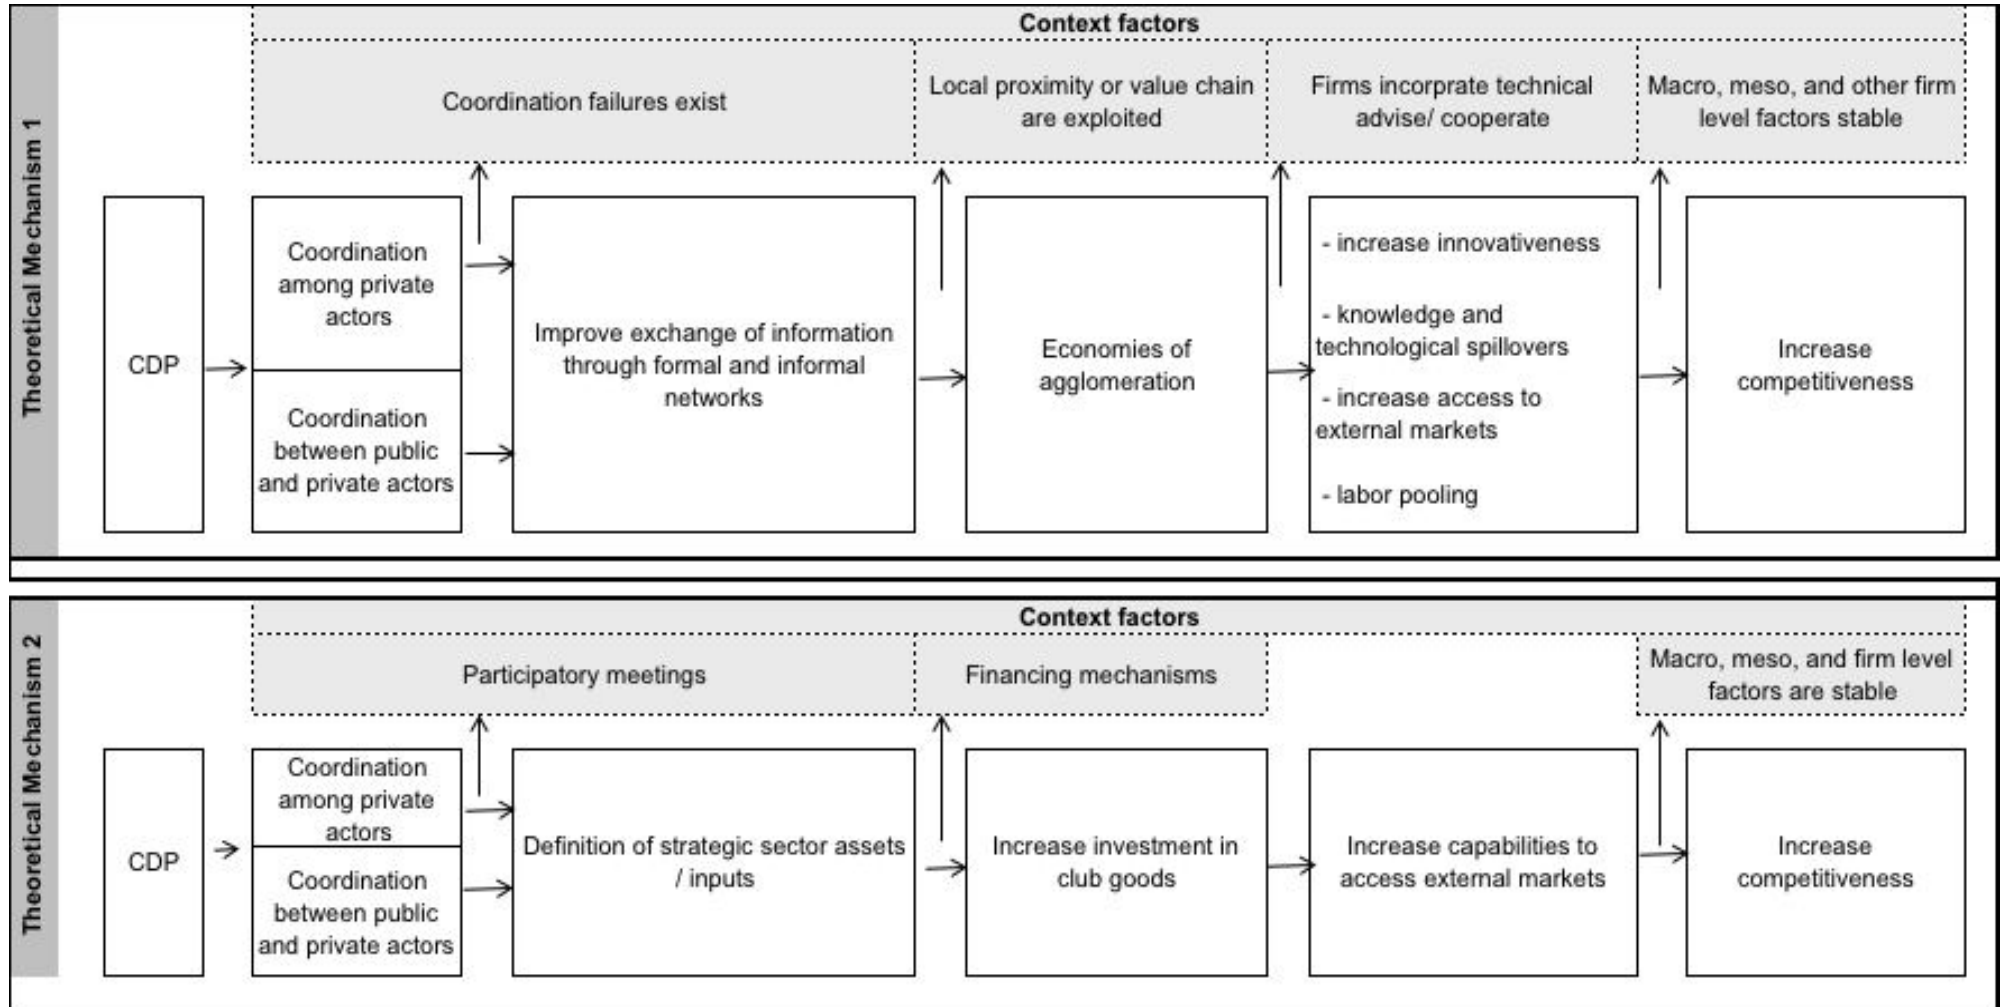 Theoretical Mechanism 1
Context factors
Coordination failures exist
Local proximity or value chain
are exploited
Firms incorprate technical
advise/ cooperate
Macro, meso, and other firm
level factors stable
CDP
Coordination
among private
actors
Coordination
between public
and private actors
Improve exchange of information
through formal and informal
networks
Economies of
agglomeration
- increase innovativeness
- knowledge and
technological spillovers
- increase access to
external markets
- labor pooling
Increase
competitiveness
Theoretical Mechanism 2
Context factors
Participatory meetings
Financing mechanisms
Macro, meso, and firm level
factors are stable
CDP
Coordination
among private
actors
Coordination
between public
and private actors
Definition of strategic sector assets
/ inputs
Increase investment in
club goods
Increase capabilities to
access external markets
Increase
competitiveness